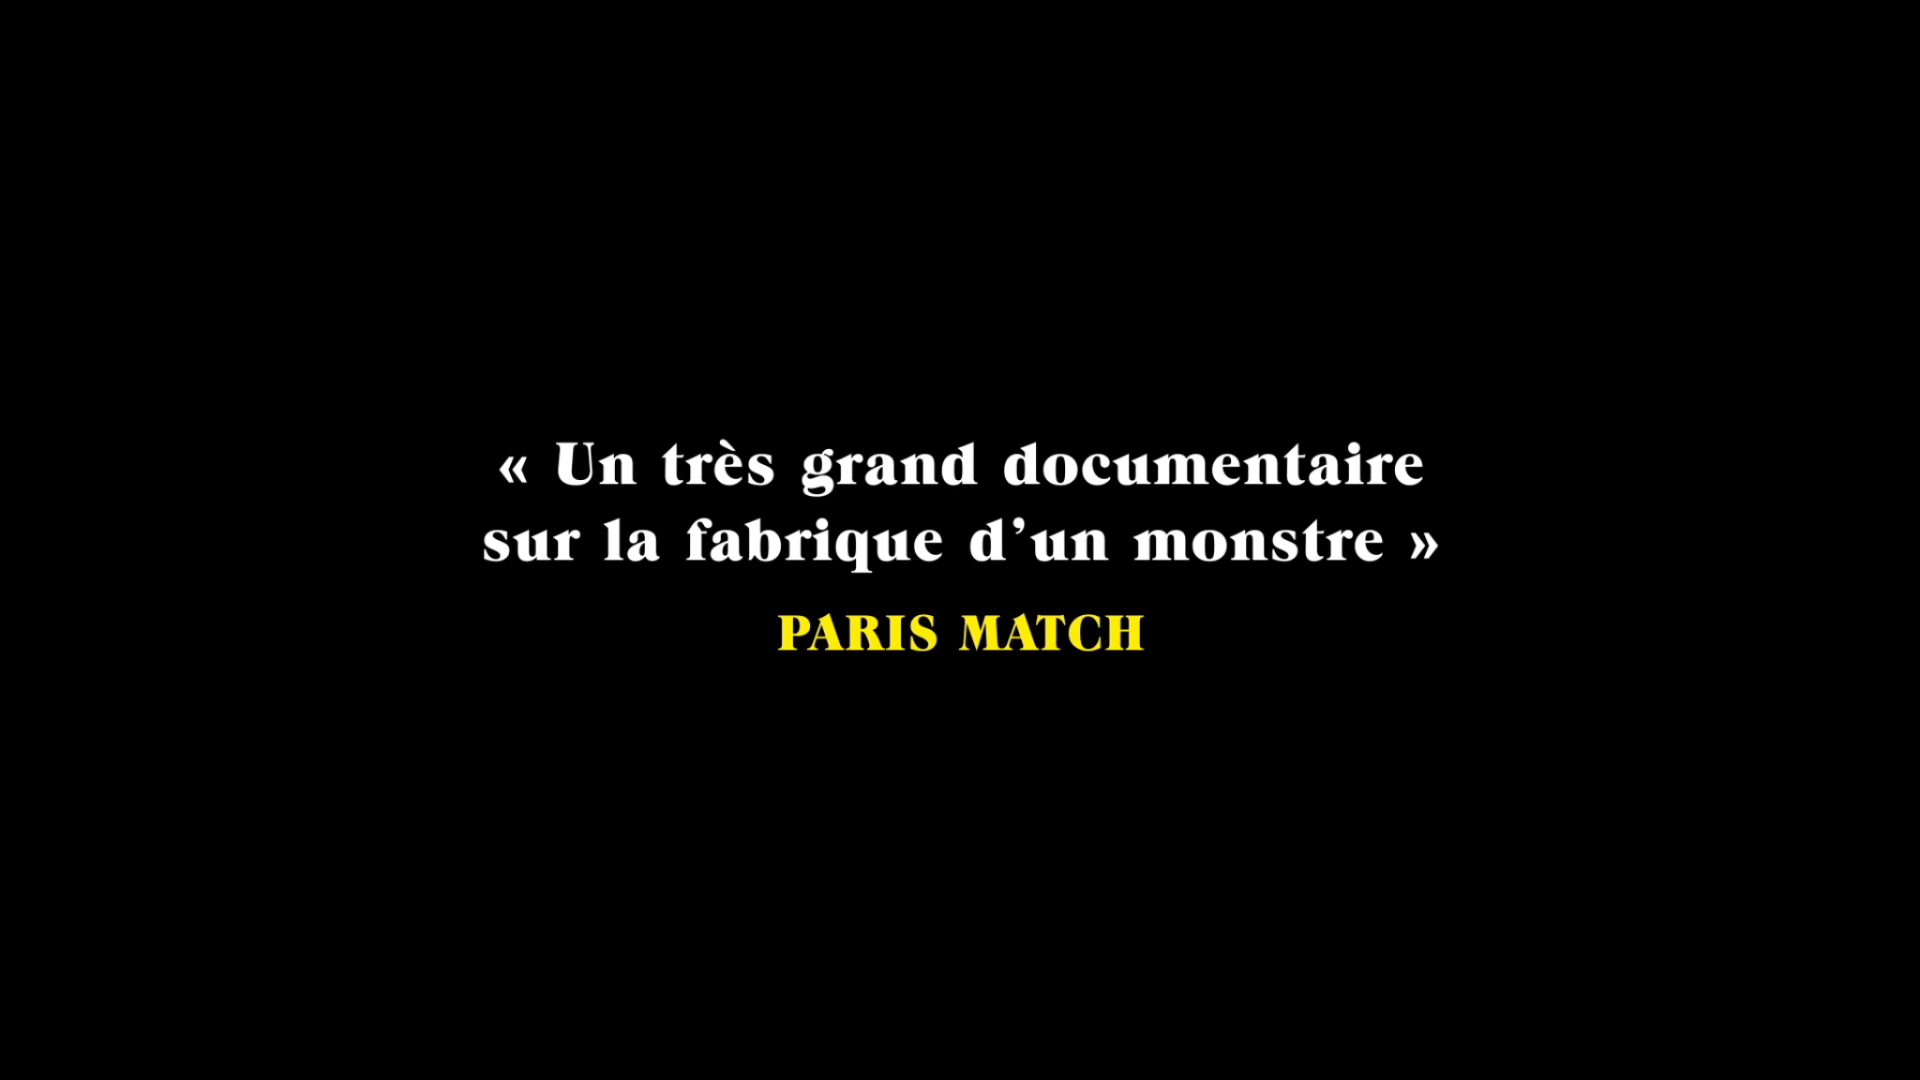 « Un très grand documentaire
sur la fabrique d’un monstre »
PARIS MATCH